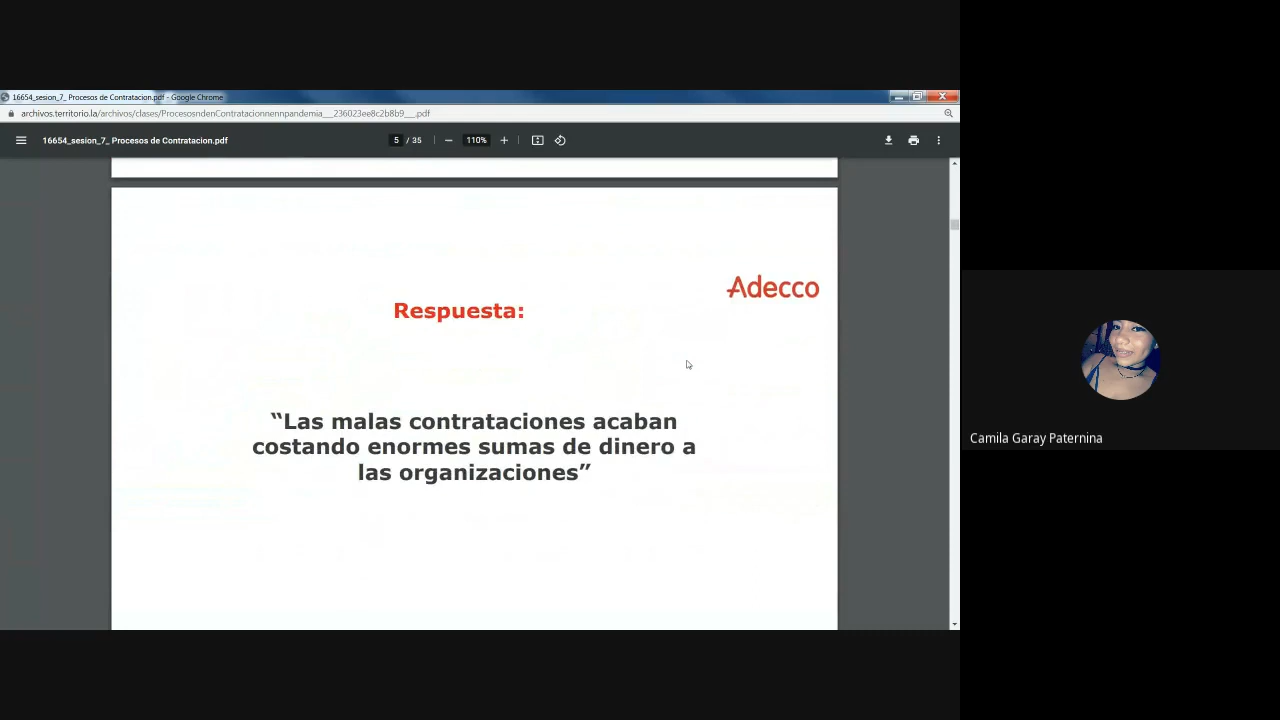 16654_sesion_7_ Procesos de Contratacion.pdf - Google Chrome
archivos.territorio.la/archivos/clases/ProcesosndenContratacionnennpandemia___236023ee8c2b8b9___.pdf
16654_sesion_7_ Procesos de Contratacion.pdf
5 / 35
110%
Adecco
Respuesta:
“Las malas contrataciones acaban
costando enormes sumas de dinero a
las organizaciones”
Camila Garay Paternina